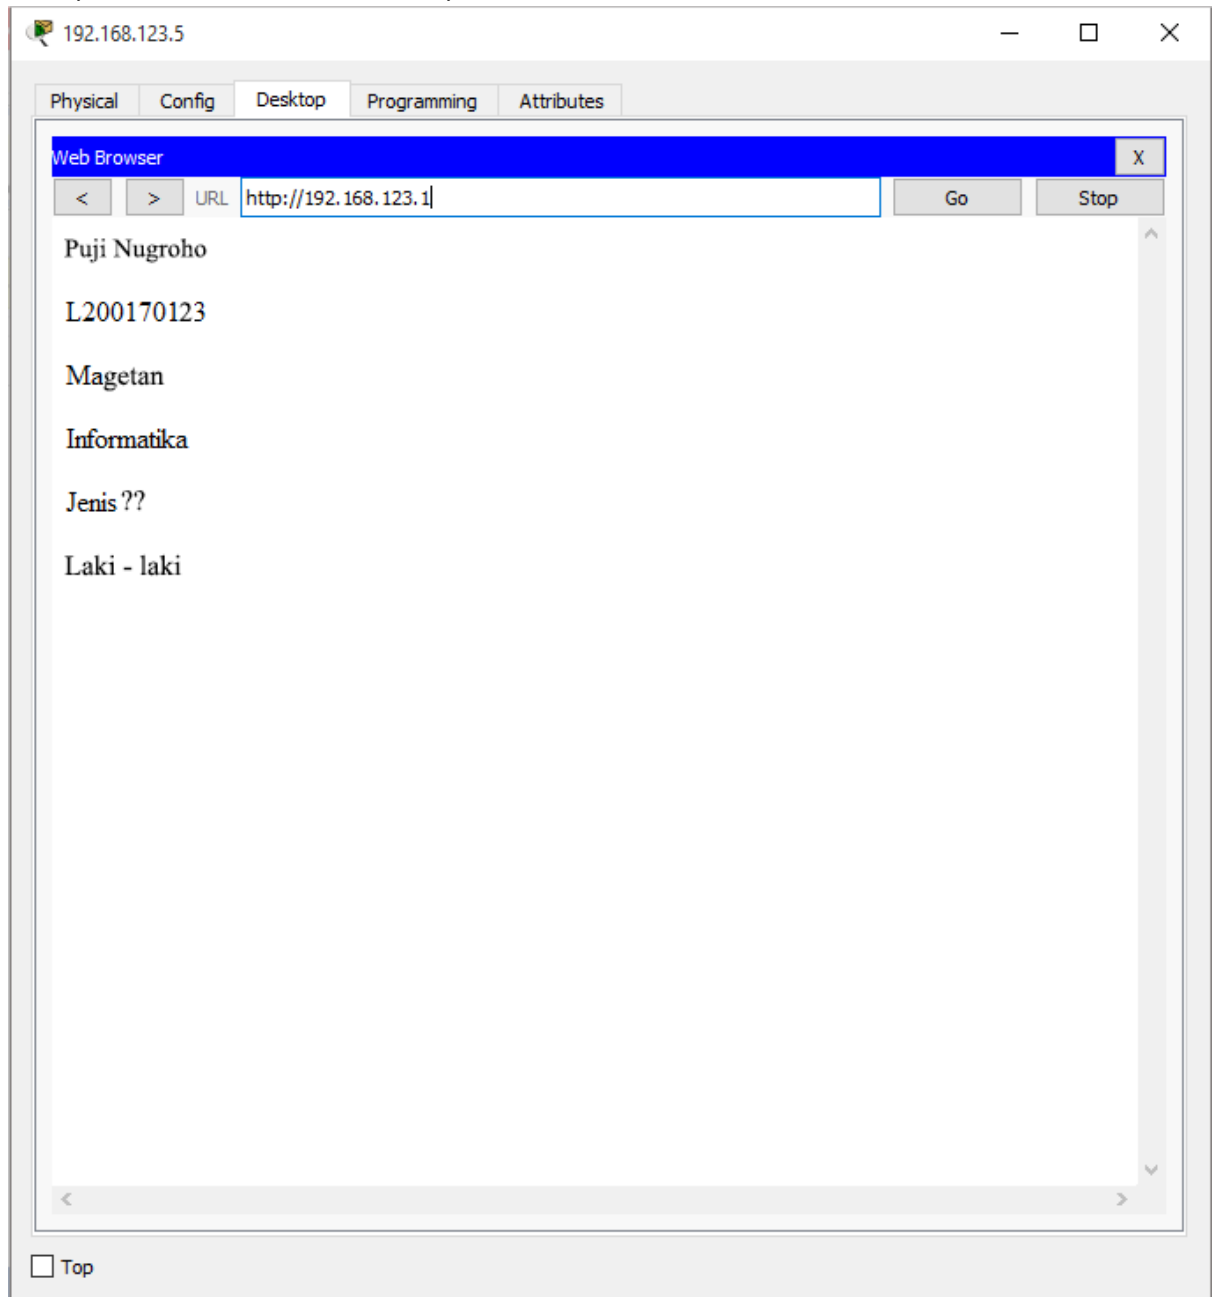 192.168.123.5
Physical Config Desktop Programming Attributes
Web Browser X
< > URL http://192.168.123.1 Go Stop
Puji Nugroho
L200170123
Magetan
Informatika
Jenis ??
Laki - laki
Top